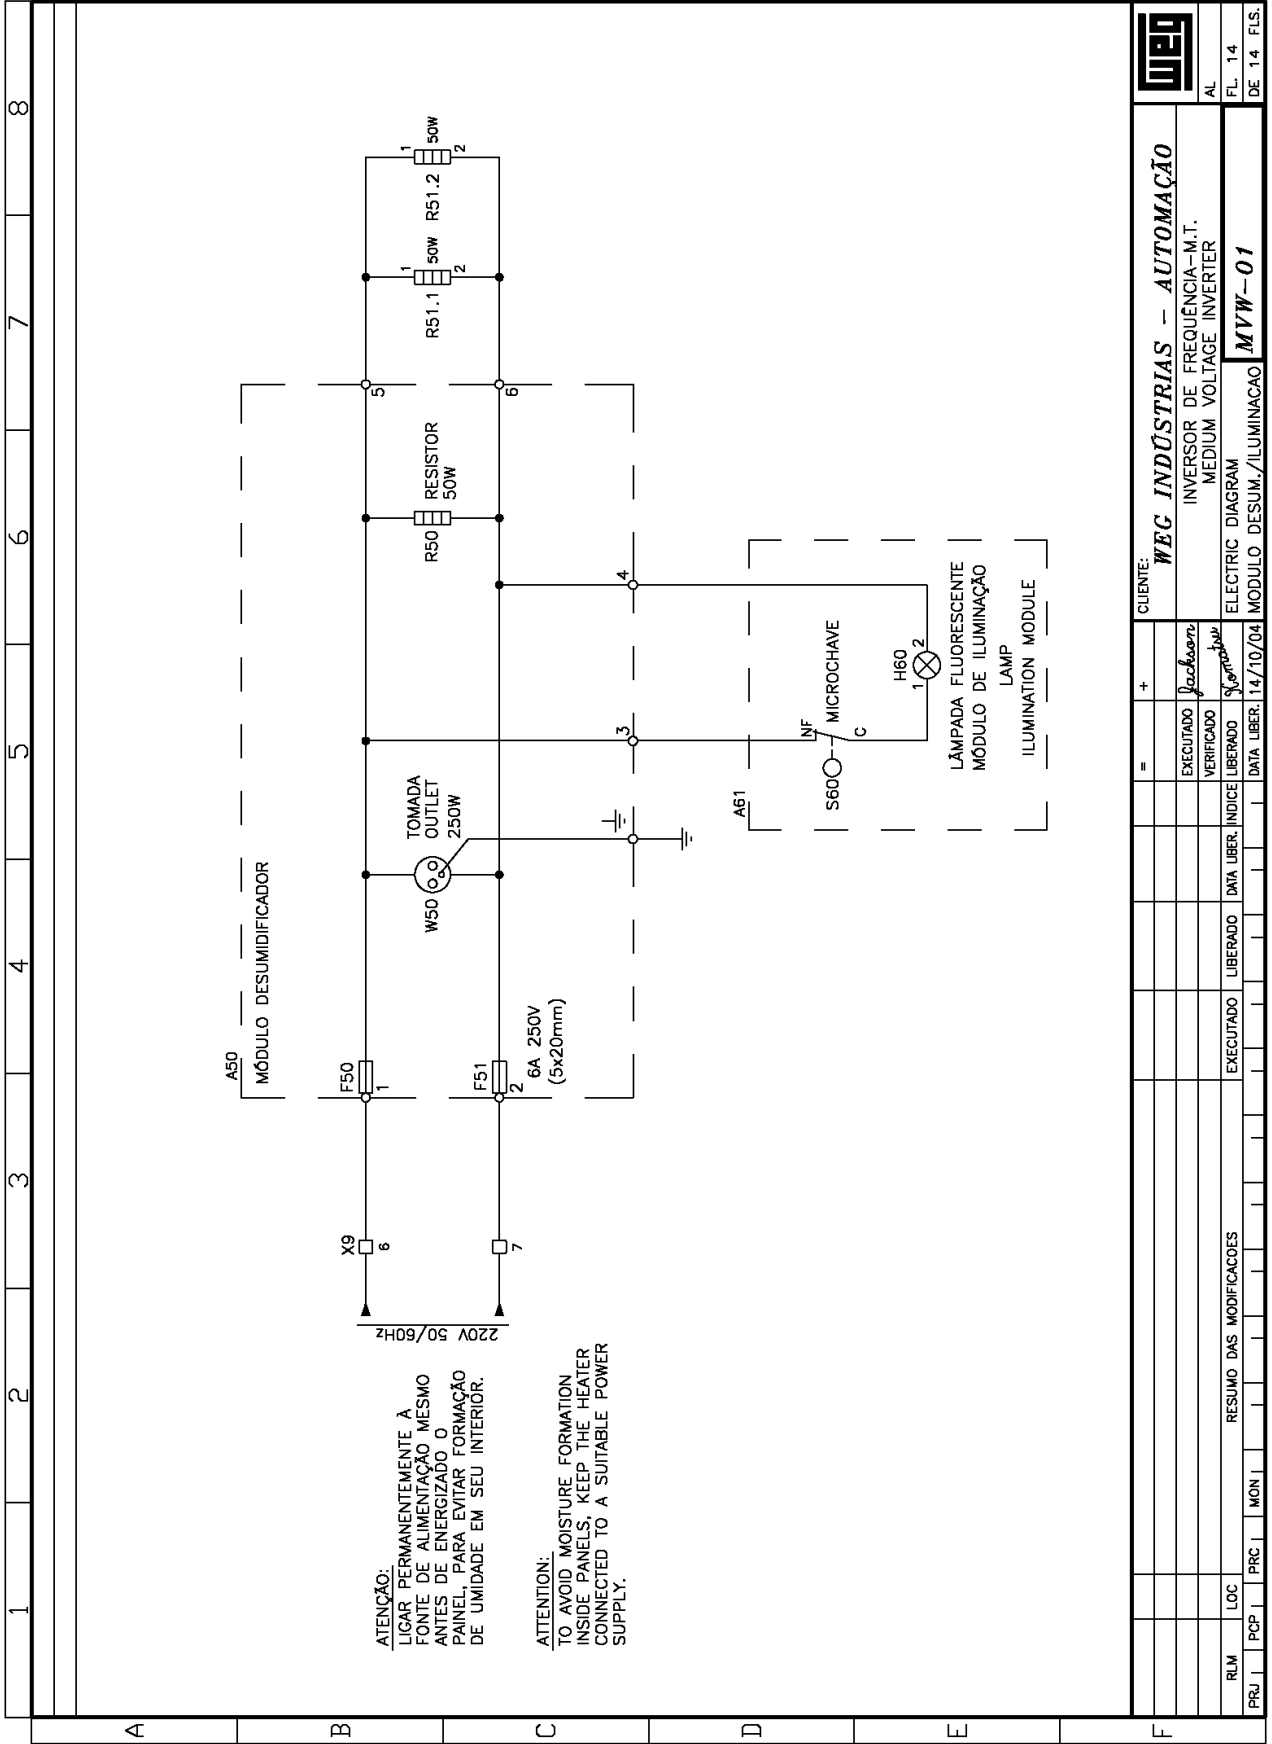 1 2 3 4 5 6 7 8
A
B
C
D
E
F
ATENÇÃO:
LIGAR PERMANENTEMENTE À
FONTE DE ALIMENTAÇÃO MESMO
ANTES DE ENERGIZADO O
PAINEL, PARA EVITAR FORMAÇÃO
DE UMIDADE EM SEU INTERIOR.
ATTENTION:
TO AVOID MOISTURE FORMATION
INSIDE PANELS, KEEP THE HEATER
CONNECTED TO A SUITABLE POWER
SUPPLY.
220V 50/60Hz
X9
6
7
A50
MÓDULO DESUMIDIFICADOR
F50
1
F51
2
6A 250V
(5x20mm)
W50
TOMADA
OUTLET
250W
3
4
R50
RESISTOR
50W
5
6
R51.1
1
50W
2
R51.2
1
50W
2
A61
S60
NF
MICROCHAVE
C
H60
1
2
LÂMPADA FLUORESCENTE
MÓDULO DE ILUMINAÇÃO
LAMP
ILUMINATION MODULE
RLM
LOC
RESUMO DAS MODIFICACOES
EXECUTADO
LIBERADO
DATA LIBER.
INDICE
PRJ
PCP
PRC
MON
=
+
EXECUTADO Jackson
VERIFICADO
LIBERADO
DATA LIBER. 14/10/04
CLIENTE:
WEG INDÚSTRIAS – AUTOMAÇÃO
INVERSOR DE FREQUÊNCIA–M.T.
MEDIUM VOLTAGE INVERTER
ELECTRIC DIAGRAM
MODULO DESUM./ILUMINACAO
MVW–01
weg
AL
FL. 14
DE 14 FLS.